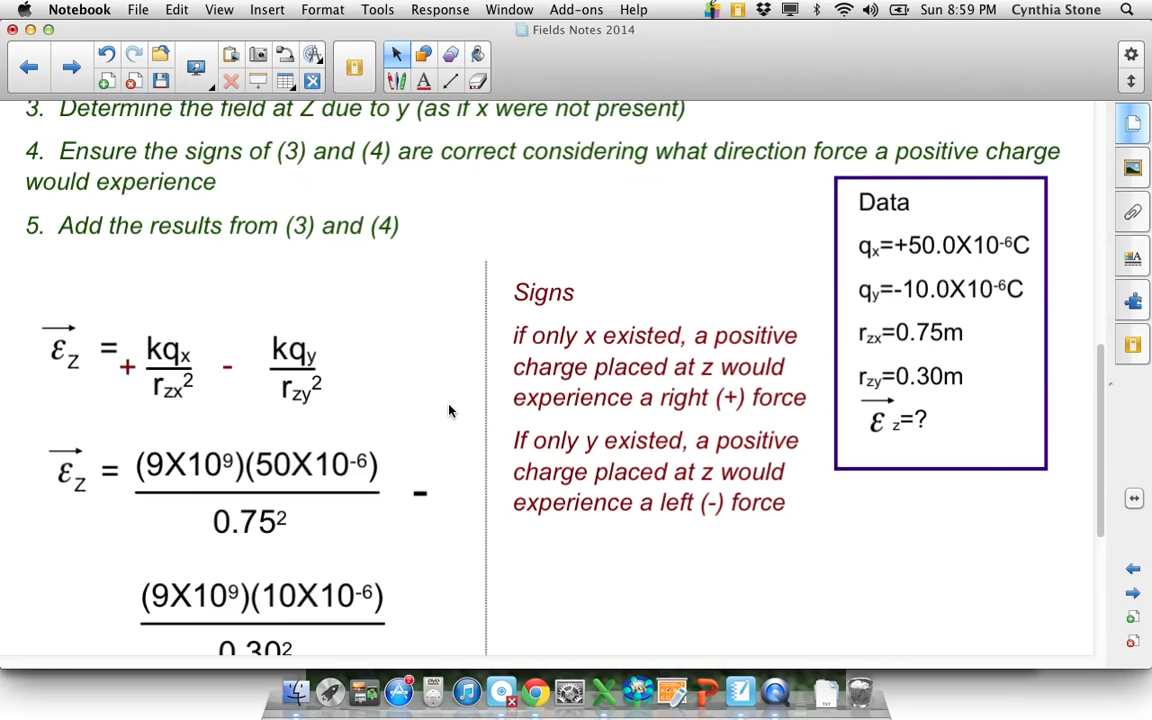 Notebook File Edit View Insert Format Tools Response Window Add-ons Help Sun 8:59 PM Cynthia Stone
Fields Notes 2014
3. Determine the field at Z due to y (as if x were not present)
4. Ensure the signs of (3) and (4) are correct considering what direction force a positive charge
would experience
5. Add the results from (3) and (4)
Data
qx=+50.0X10-6C
qy=-10.0X10-6C
rzx=0.75m
rzy=0.30m
εz=?
Signs
if only x existed, a positive
charge placed at z would
experience a right (+) force
If only y existed, a positive
charge placed at z would
experience a left (-) force
εz = + kqx - kqy
rzx² rzy²
εz = (9X10⁹)(50X10-6) -
0.75²
(9X10⁹)(10X10-6)
0.30²